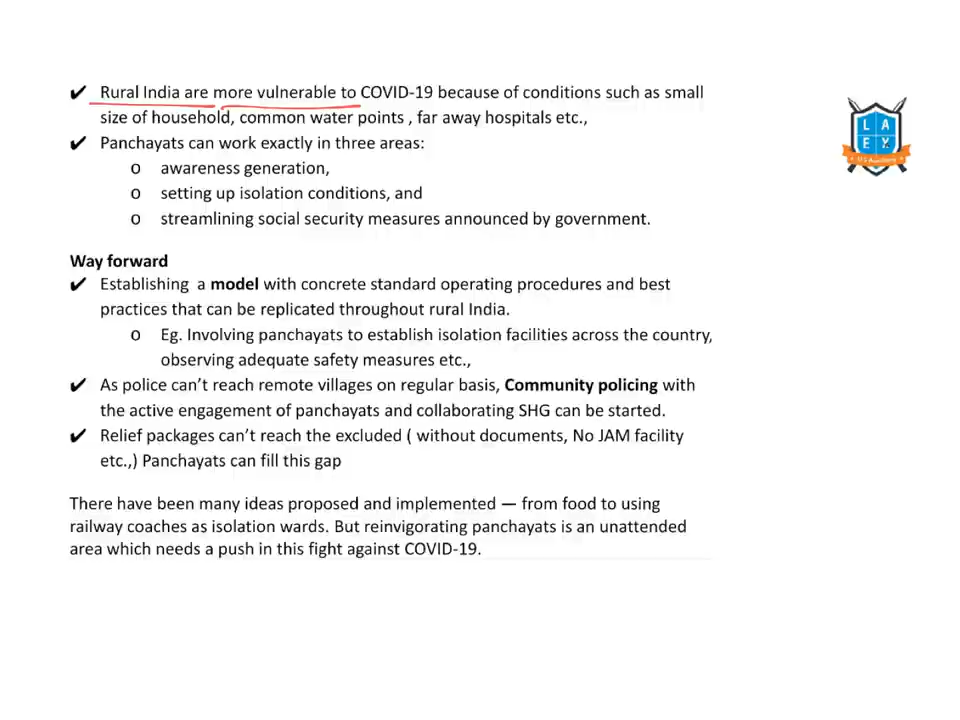 ✔ Rural India are more vulnerable to COVID-19 because of conditions such as small
size of household, common water points , far away hospitals etc.,
✔ Panchayats can work exactly in three areas:
o awareness generation,
o setting up isolation conditions, and
o streamlining social security measures announced by government.
Way forward
✔ Establishing a model with concrete standard operating procedures and best
practices that can be replicated throughout rural India.
o Eg. Involving panchayats to establish isolation facilities across the country,
observing adequate safety measures etc.,
✔ As police can’t reach remote villages on regular basis, Community policing with
the active engagement of panchayats and collaborating SHG can be started.
✔ Relief packages can’t reach the excluded ( without documents, No JAM facility
etc.,) Panchayats can fill this gap
There have been many ideas proposed and implemented — from food to using
railway coaches as isolation wards. But reinvigorating panchayats is an unattended
area which needs a push in this fight against COVID-19.
L A
E X